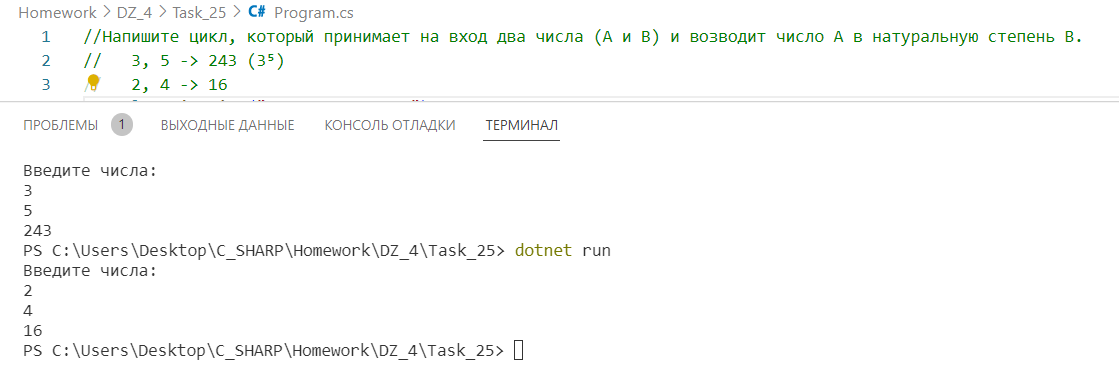 Homework > DZ_4 > Task_25 > C# Program.cs
1 //Напишите цикл, который принимает на вход два числа (A и B) и возводит число A в натуральную степень B.
2 // 3, 5 -> 243 (3⁵)
3 / 2, 4 -> 16
ПРОБЛЕМЫ 1 ВЫХОДНЫЕ ДАННЫЕ КОНСОЛЬ ОТЛАДКИ ТЕРМИНАЛ
Введите числа:
3
5
243
PS C:\Users\Desktop\C_SHARP\Homework\DZ_4\Task_25> dotnet run
Введите числа:
2
4
16
PS C:\Users\Desktop\C_SHARP\Homework\DZ_4\Task_25>